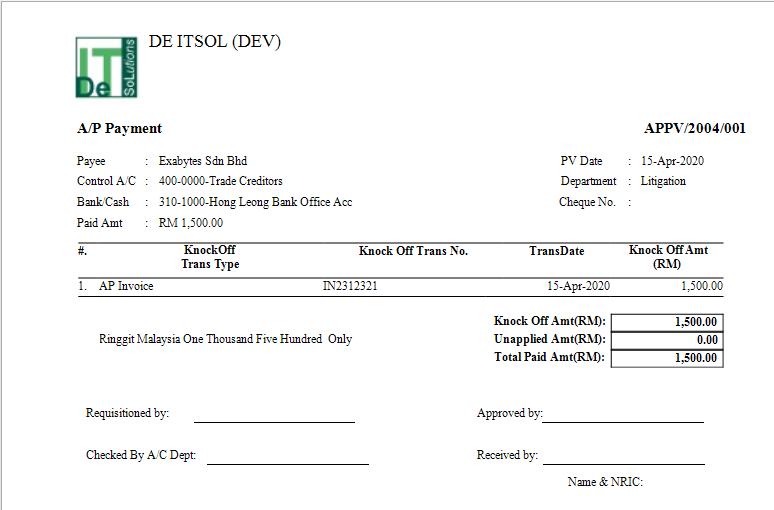 IT
De
SoLutions
DE ITSOL (DEV)
A/P Payment APPV/2004/001
Payee : Exabytes Sdn Bhd PV Date : 15-Apr-2020
Control A/C : 400-0000-Trade Creditors Department : Litigation
Bank/Cash : 310-1000-Hong Leong Bank Office Acc Cheque No. :
Paid Amt : RM 1,500.00
#. KnockOff Trans Type Knock Off Trans No. TransDate Knock Off Amt (RM)
1. AP Invoice IN2312321 15-Apr-2020 1,500.00
Knock Off Amt(RM): 1,500.00
Ringgit Malaysia One Thousand Five Hundred Only Unapplied Amt(RM): 0.00
Total Paid Amt(RM): 1,500.00
Requisitioned by: Approved by:
Checked By A/C Dept: Received by:
Name & NRIC: